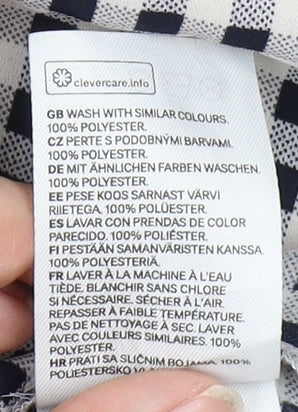 clevercare.info
GB WASH WITH SIMILAR COLOURS.
100% POLYESTER.
CZ PERTE S PODOBNÝMI BARVAMI.
100% POLYESTER.
DE MIT ÄHNLICHEN FARBEN WASCHEN.
100% POLYESTER.
EE PESE KOOS SARNAST VÄRVI
RIIETEGA. 100% POLÜESTER.
ES LAVAR CON PRENDAS DE COLOR
PARECIDO. 100% POLIÉSTER.
FI PESTÄÄN SAMANVÄRISTEN KANSSA.
100% POLYESTERIÄ.
FR LAVER À LA MACHINE À L'EAU
TIÈDE. BLANCHIR SANS CHLORE
SI NÉCESSAIRE. SÉCHER À L'AIR.
REPASSER À FAIBLE TEMPÉRATURE.
PAS DE NETTOYAGE À SEC. LAVER
AVEC COULEURS SIMILAIRES. 100%
POLYESTER.
HR PRATI SA SLIČNIM BOJAMA. 100%
POLIESTERSKO